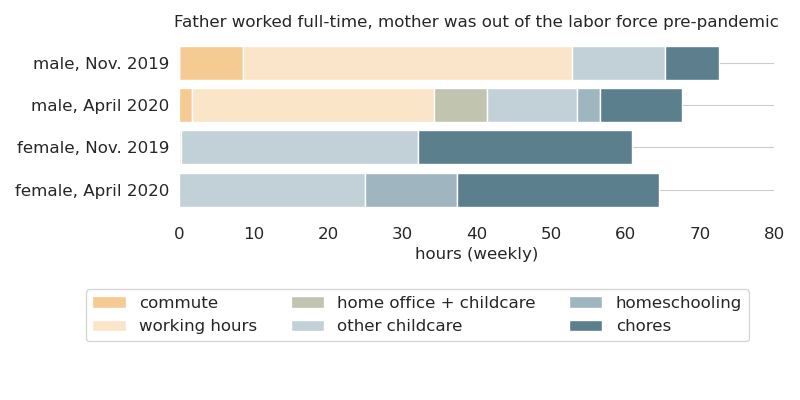 Father worked full-time, mother was out of the labor force pre-pandemic
male, Nov. 2019
male, April 2020
female, Nov. 2019
female, April 2020
0 10 20 30 40 50 60 70 80
hours (weekly)
commute home office + childcare homeschooling
working hours other childcare chores